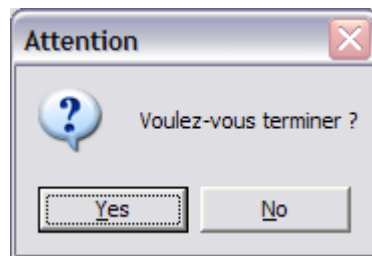 Attention
Voulez-vous terminer ?
Yes
No